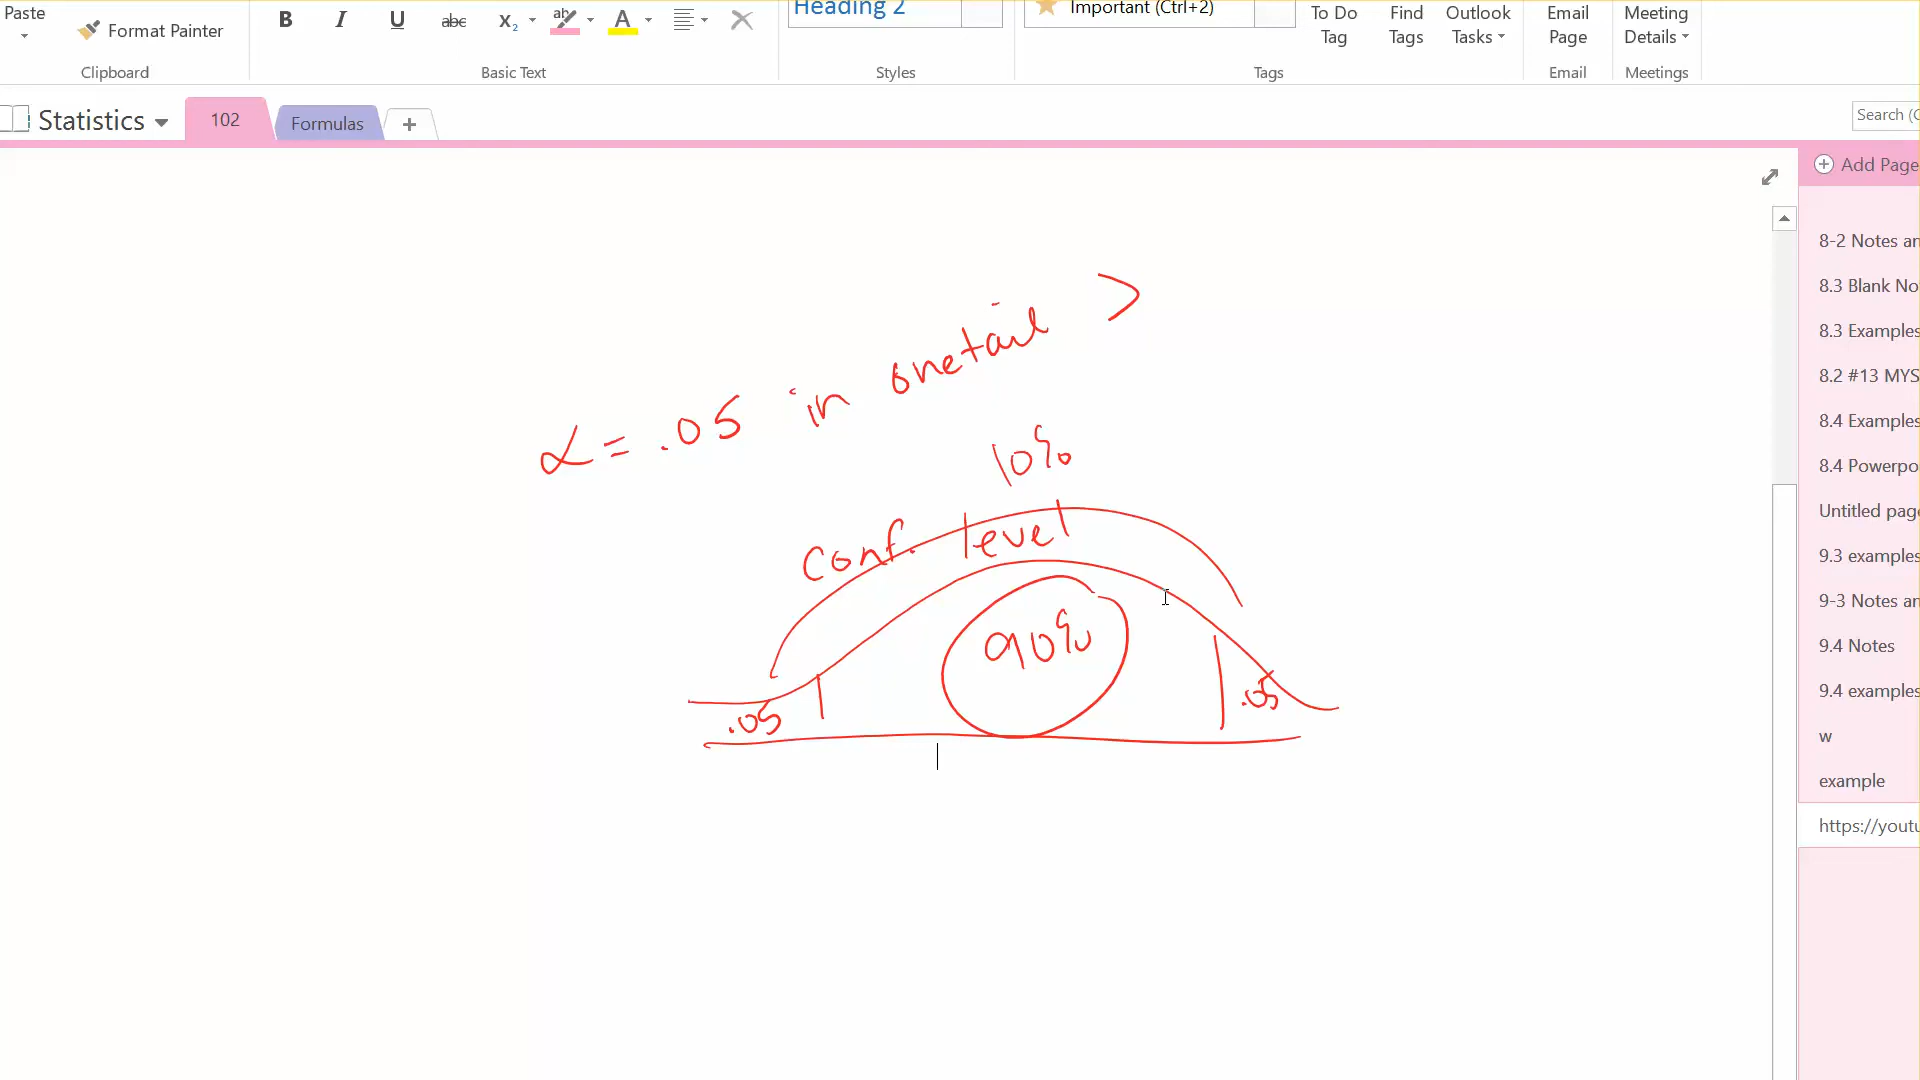 Paste
Format Painter
B I U abc X₂ ab A
Heading 2
Important (Ctrl+2)
To Do Tag
Find Tags
Outlook Tasks
Email Page
Meeting Details
Clipboard
Basic Text
Styles
Tags
Email
Meetings
Statistics
102
Formulas
+
Search (C
Add Page
8-2 Notes an
8.3 Blank No
8.3 Examples
8.2 #13 MYS
8.4 Examples
8.4 Powerpo
Untitled page
9.3 examples
9-3 Notes an
9.4 Notes
9.4 examples
w
example
https://youtu
α = .05 in onetail >
10%
conf. level
90%
.05
.05